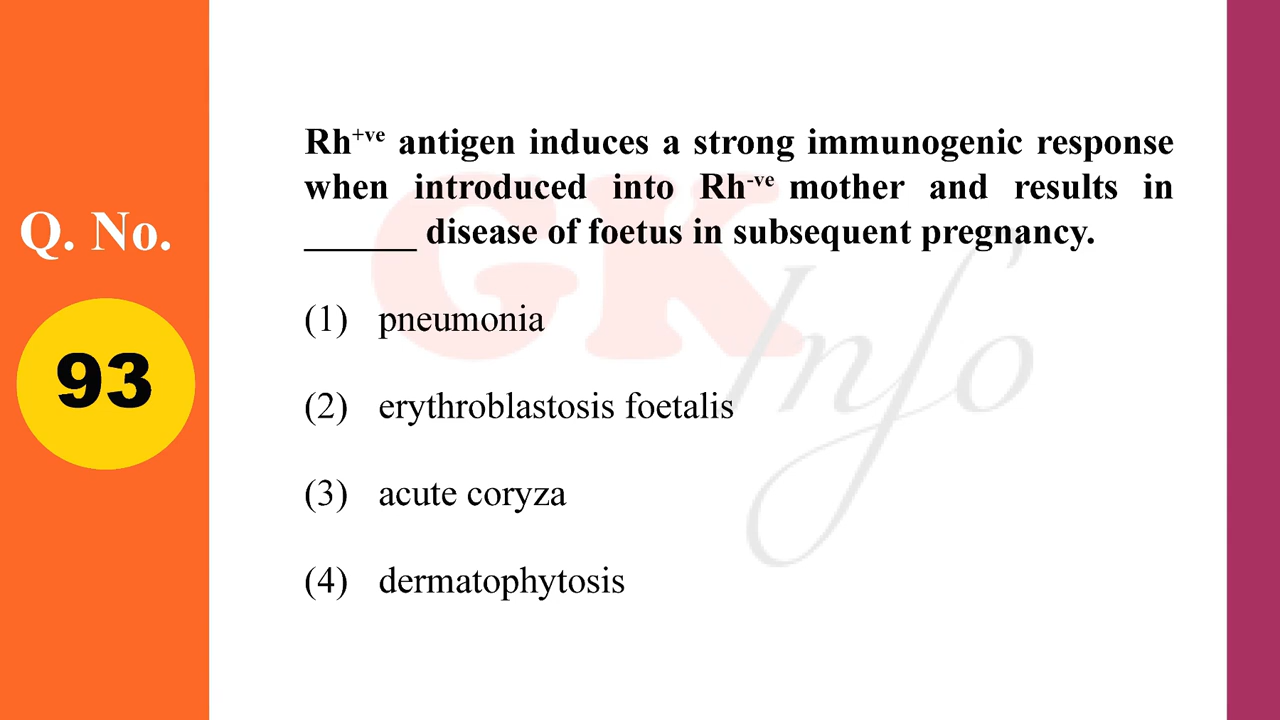 Q. No.
93
Rh+ve antigen induces a strong immunogenic response
when introduced into Rh-ve mother and results in
______ disease of foetus in subsequent pregnancy.
(1) pneumonia
(2) erythroblastosis foetalis
(3) acute coryza
(4) dermatophytosis
GK
Info